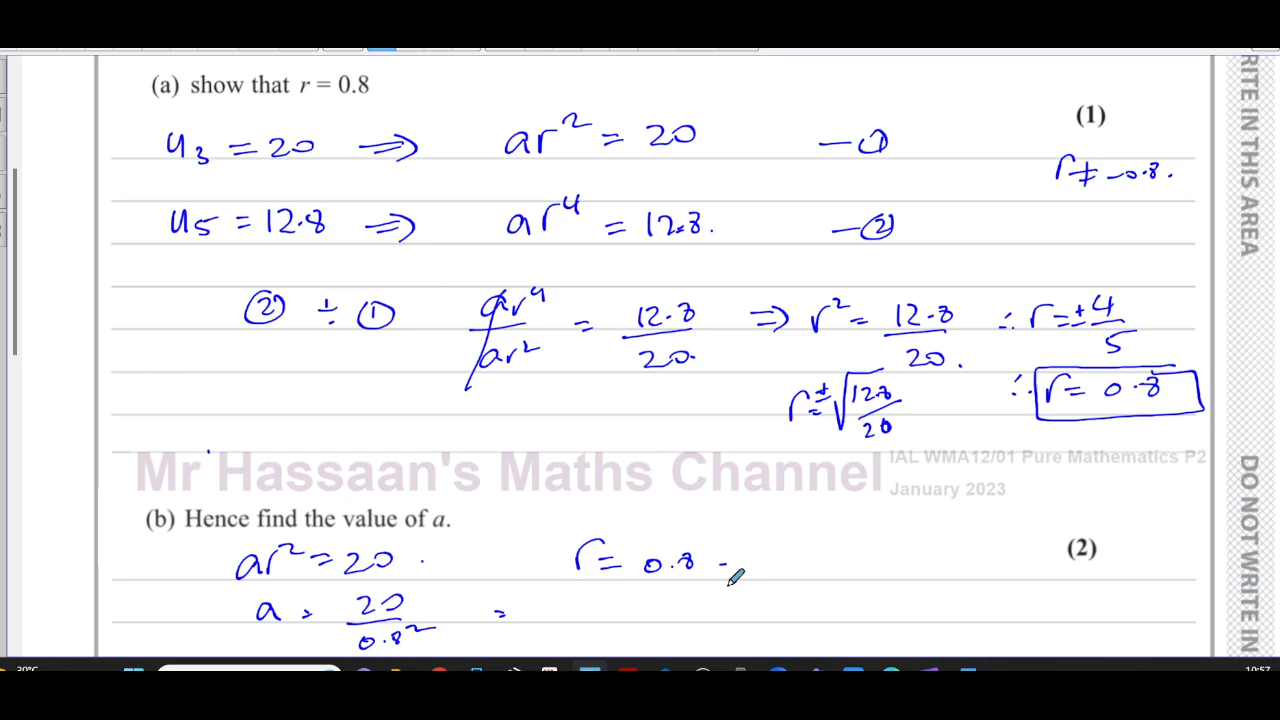 (a) show that r = 0.8
(1)
u₃ = 20 ⇒ ar² = 20 —①
r ≠ -0.8.
u5 = 12.8 ⇒ ar⁴ = 12.8. —②
② ÷ ① ar⁴/ar² = 12.8/20. ⇒ r² = 12.8/20. ∴ r = ± 4/5
r = ± √(12.8/20) ∴ r = 0.8
Mr Hassaan's Maths Channel
IAL WMA12/01 Pure Mathematics P2
January 2023
(b) Hence find the value of a.
(2)
ar² = 20. r = 0.8 -
a = 20/0.8² =
RITE IN THIS AREA
DO NOT WRITE IN
30°C
10:57